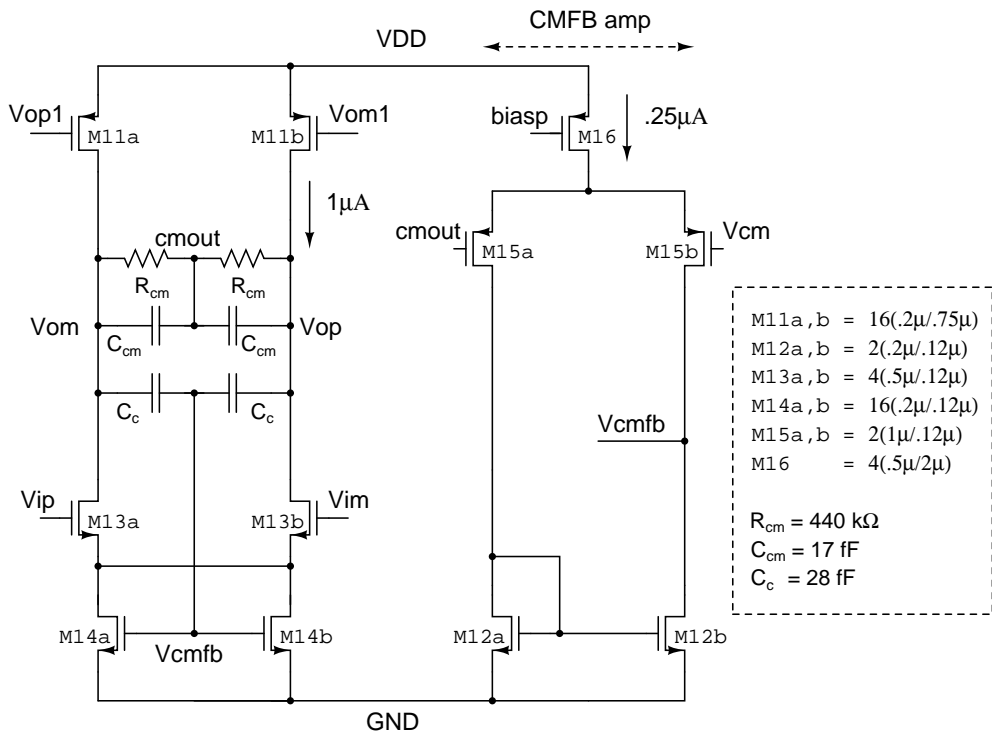 CMFB amp
VDD
Vop1
M11a
Vom1
M11b
biasp
M16
.25μA
1μA
cmout
Rcm
Rcm
cmout
M15a
Vcm
M15b
Vom
Ccm
Ccm
Vop
Cc
Cc
Vcmfb
Vip
M13a
Vim
M13b
M14a
Vcmfb
M14b
M12a
M12b
GND
M11a,b = 16(.2μ/.75μ)
M12a,b = 2(.2μ/.12μ)
M13a,b = 4(.5μ/.12μ)
M14a,b = 16(.2μ/.12μ)
M15a,b = 2(1μ/.12μ)
M16 = 4(.5μ/2μ)
Rcm = 440 kΩ
Ccm = 17 fF
Cc = 28 fF